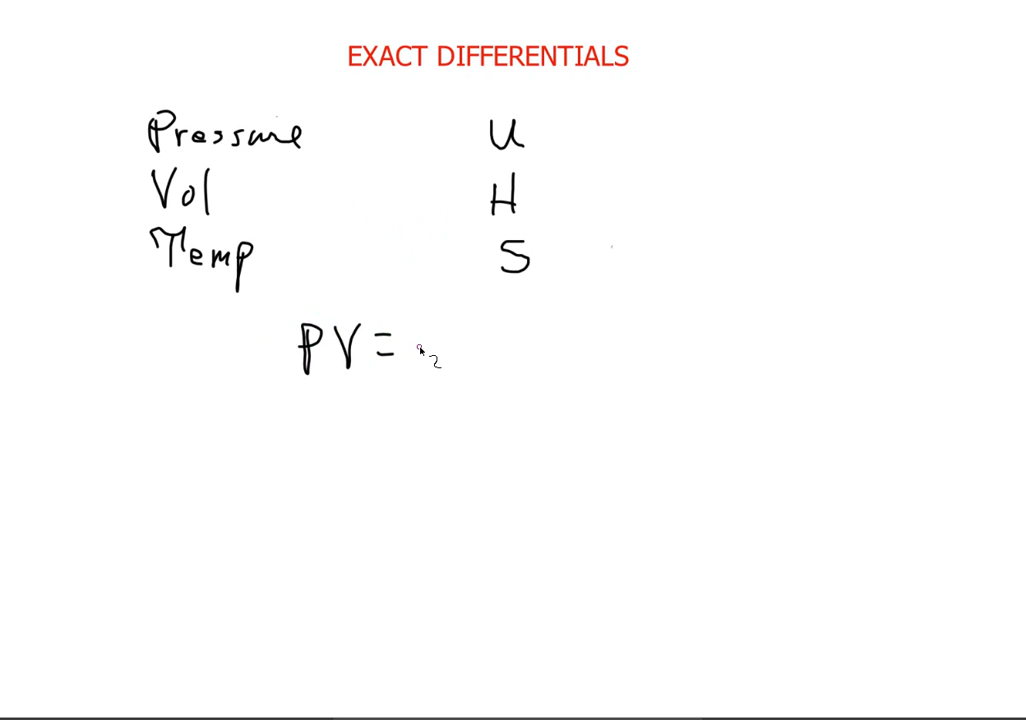 EXACT DIFFERENTIALS
Pressure U
Vol H
Temp S
PV =